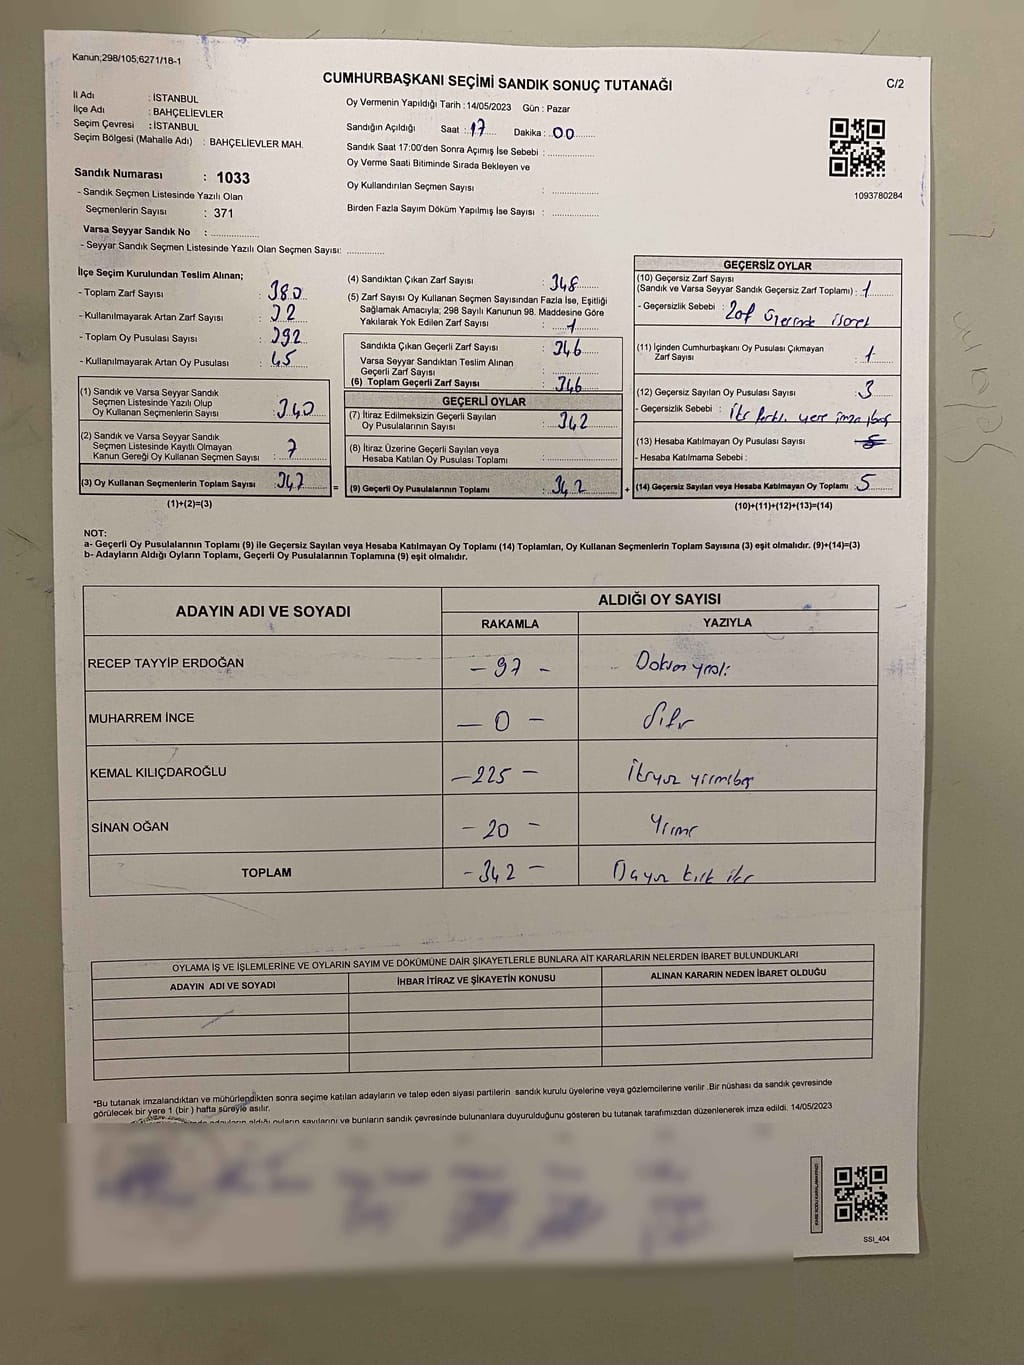 Kanun;298/105;6271/18-1
CUMHURBAŞKANI SEÇİMİ SANDIK SONUÇ TUTANAĞI
C/2
İl Adı : İSTANBUL
İlçe Adı : BAHÇELİEVLER
Seçim Çevresi : İSTANBUL
Seçim Bölgesi (Mahalle Adı) : BAHÇELİEVLER MAH.
Sandık Numarası : 1033
- Sandık Seçmen Listesinde Yazılı Olan
Seçmenlerin Sayısı : 371
Varsa Seyyar Sandık No :
- Seyyar Sandık Seçmen Listesinde Yazılı Olan Seçmen Sayısı:
Oy Vermenin Yapıldığı Tarih : 14/05/2023 Gün : Pazar
Sandığın Açıldığı Saat : 17 Dakika : 00
Sandık Saat 17:00'den Sonra Açılmış İse Sebebi :
Oy Verme Saati Bitiminde Sırada Bekleyen ve
Oy Kullandırılan Seçmen Sayısı :
Birden Fazla Sayım Döküm Yapılmış İse Sayısı :
1093780284
İlçe Seçim Kurulundan Teslim Alınan;
- Toplam Zarf Sayısı : 380
- Kullanılmayarak Artan Zarf Sayısı : 32
- Toplam Oy Pusulası Sayısı : 392
- Kullanılmayarak Artan Oy Pusulası : 45
(1) Sandık ve Varsa Seyyar Sandık
Seçmen Listesinde Yazılı Olup
Oy Kullanan Seçmenlerin Sayısı : 340
(2) Sandık ve Varsa Seyyar Sandık
Seçmen Listesinde Kayıtlı Olmayan
Kanun Gereği Oy Kullanan Seçmen Sayısı : 7
(3) Oy Kullanan Seçmenlerin Toplam Sayısı 347 =
(1)+(2)=(3)
(4) Sandıktan Çıkan Zarf Sayısı : 348
(5) Zarf Sayısı Oy Kullanan Seçmen Sayısından Fazla İse, Eşitliği
Sağlamak Amacıyla; 298 Sayılı Kanunun 98. Maddesine Göre
Yakılarak Yok Edilen Zarf Sayısı : 1
Sandıkta Çıkan Geçerli Zarf Sayısı : 346
Varsa Seyyar Sandıktan Teslim Alınan
Geçerli Zarf Sayısı :
(6) Toplam Geçerli Zarf Sayısı : 346
GEÇERLİ OYLAR
(7) İtiraz Edilmeksizin Geçerli Sayılan
Oy Pusulalarının Sayısı : 342
(8) İtiraz Üzerine Geçerli Sayılan veya
Hesaba Katılan Oy Pusulası Toplamı :
(9) Geçerli Oy Pusulalarının Toplamı : 342 +
GEÇERSİZ OYLAR
(10) Geçersiz Zarf Sayısı
(Sandık ve Varsa Seyyar Sandık Geçersiz Zarf Toplamı) : 1
- Geçersizlik Sebebi : Zarf üzerinde işaret
(11) İçinden Cumhurbaşkanı Oy Pusulası Çıkmayan
Zarf Sayısı : 1
(12) Geçersiz Sayılan Oy Pusulası Sayısı : 3
- Geçersizlik Sebebi : iki farklı yere imza
(13) Hesaba Katılmayan Oy Pusulası Sayısı
- Hesaba Katılmama Sebebi :
(14) Geçersiz Sayılan veya Hesaba Katılmayan Oy Toplamı : 5
(10)+(11)+(12)+(13)=(14)
NOT:
a- Geçerli Oy Pusulalarının Toplamı (9) ile Geçersiz Sayılan veya Hesaba Katılmayan Oy Toplamı (14) Toplamları, Oy Kullanan Seçmenlerin Toplam Sayısına (3) eşit olmalıdır. (9)+(14)=(3)
b- Adayların Aldığı Oyların Toplamı, Geçerli Oy Pusulalarının Toplamına (9) eşit olmalıdır.
ADAYIN ADI VE SOYADI
ALDIĞI OY SAYISI
RAKAMLA YAZIYLA
RECEP TAYYİP ERDOĞAN - 97 - Doksan yedi
MUHARREM İNCE - 0 - Sıfır
KEMAL KILIÇDAROĞLU - 225 - İkiyüz yirmibeş
SİNAN OĞAN - 20 - Yirmi
TOPLAM - 342 - Üçyüz kırk iki
OYLAMA İŞ VE İŞLEMLERİNE VE OYLARIN SAYIM VE DÖKÜMÜNE DAİR ŞİKAYETLERLE BUNLARA AİT KARARLARIN NELERDEN İBARET BULUNDUKLARI
ADAYIN ADI VE SOYADI İHBAR İTİRAZ VE ŞİKAYETİN KONUSU ALINAN KARARIN NEDEN İBARET OLDUĞU
*Bu tutanak imzalandıktan ve mühürlendikten sonra seçime katılan adayların ve talep eden siyasi partilerin sandık kurulu üyelerine veya gözlemcilerine verilir .Bir nüshası da sandık çevresinde
görülecek bir yere 1 (bir ) hafta süreyle asılır.
adayların aldığı oyların sayılarını ve bunların sandık çevresinde bulunanlara duyurulduğunu gösteren bu tutanak tarafımızdan düzenlenerek imza edildi. 14/05/2023
SSI_404